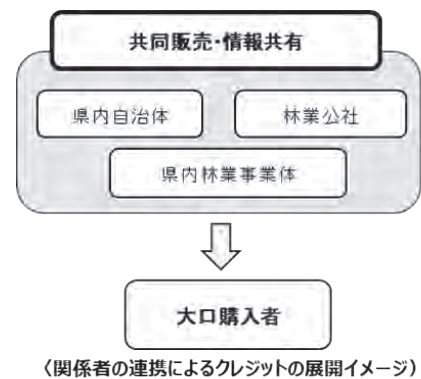 共同販売・情報共有
県内自治体
林業公社
県内林業事業体
大口購入者
〈関係者の連携によるクレジットの展開イメージ〉